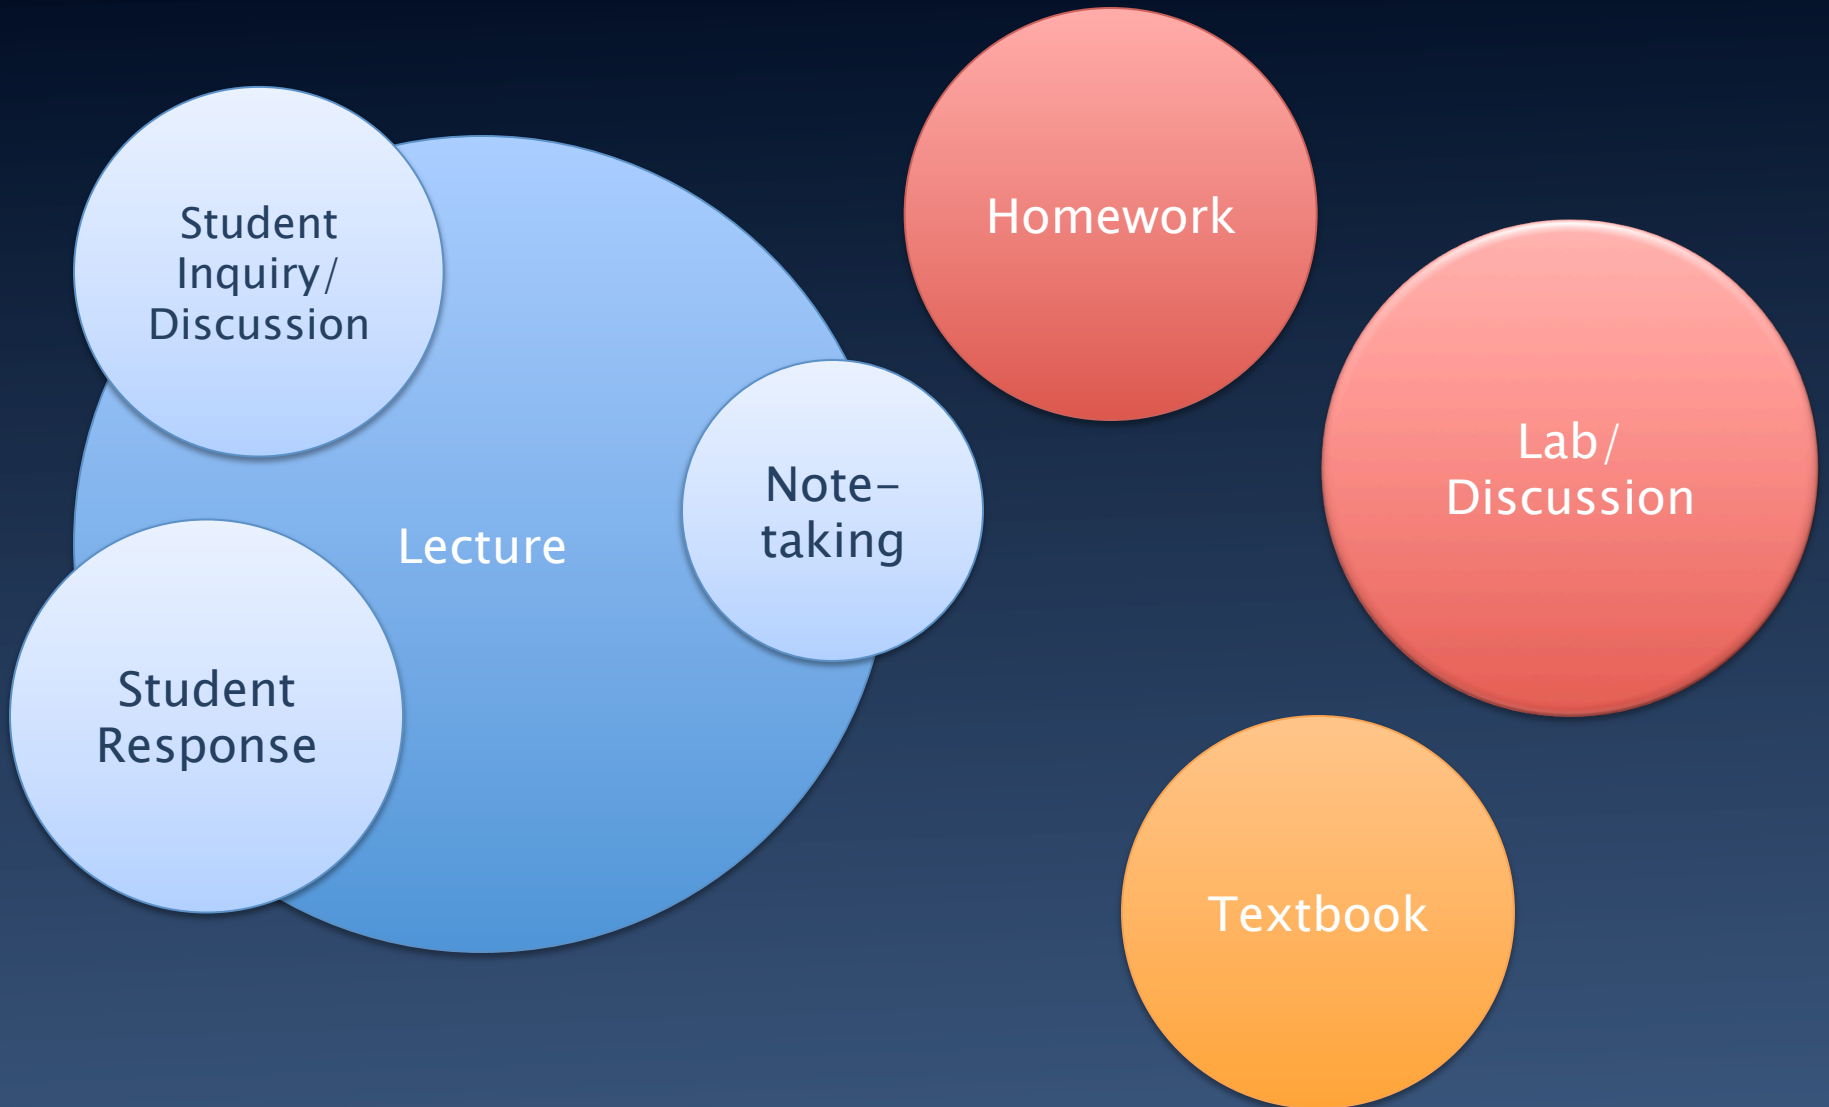 Student
Inquiry/
Discussion
Lecture
Note-
taking
Student
Response
Homework
Lab/
Discussion
Textbook